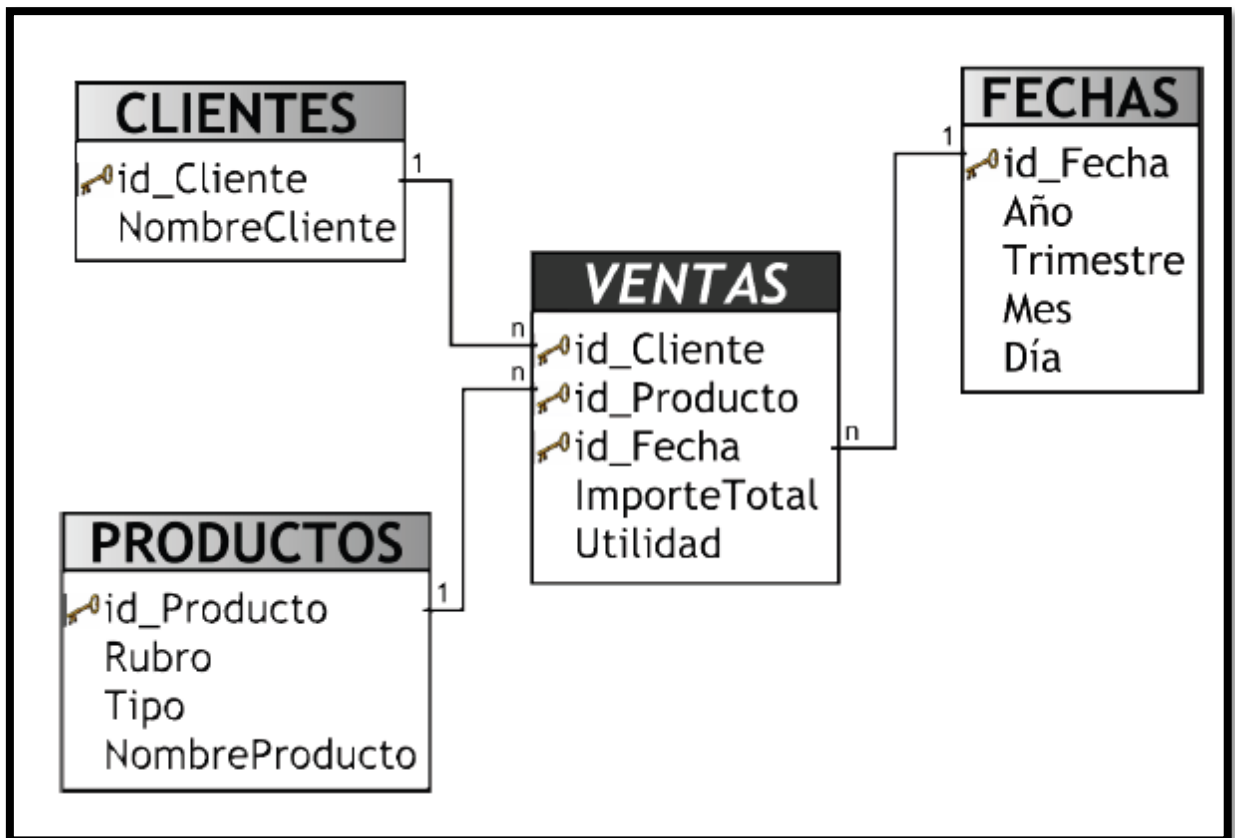 CLIENTES
id_Cliente
NombreCliente
1
FECHAS
1
id_Fecha
Año
Trimestre
Mes
Día
VENTAS
n
id_Cliente
n
id_Producto
id_Fecha
n
ImporteTotal
Utilidad
PRODUCTOS
id_Producto
1
Rubro
Tipo
NombreProducto